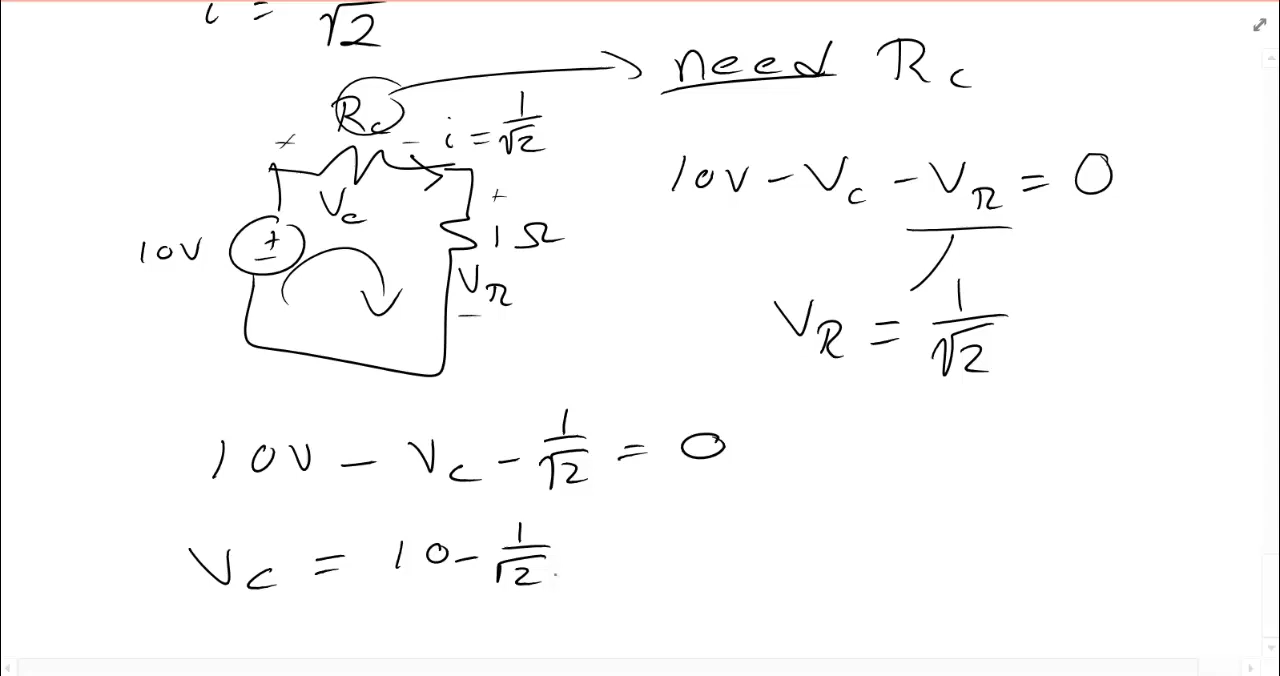 i = √2
need R_c
R_c
+ - i = 1/√2
10V - V_c - V_R = 0
V_c
+
10V + -
1 Ω
V_R
-
V_R = 1/√2
10V - V_c - 1/√2 = 0
V_c = 10 - 1/√2